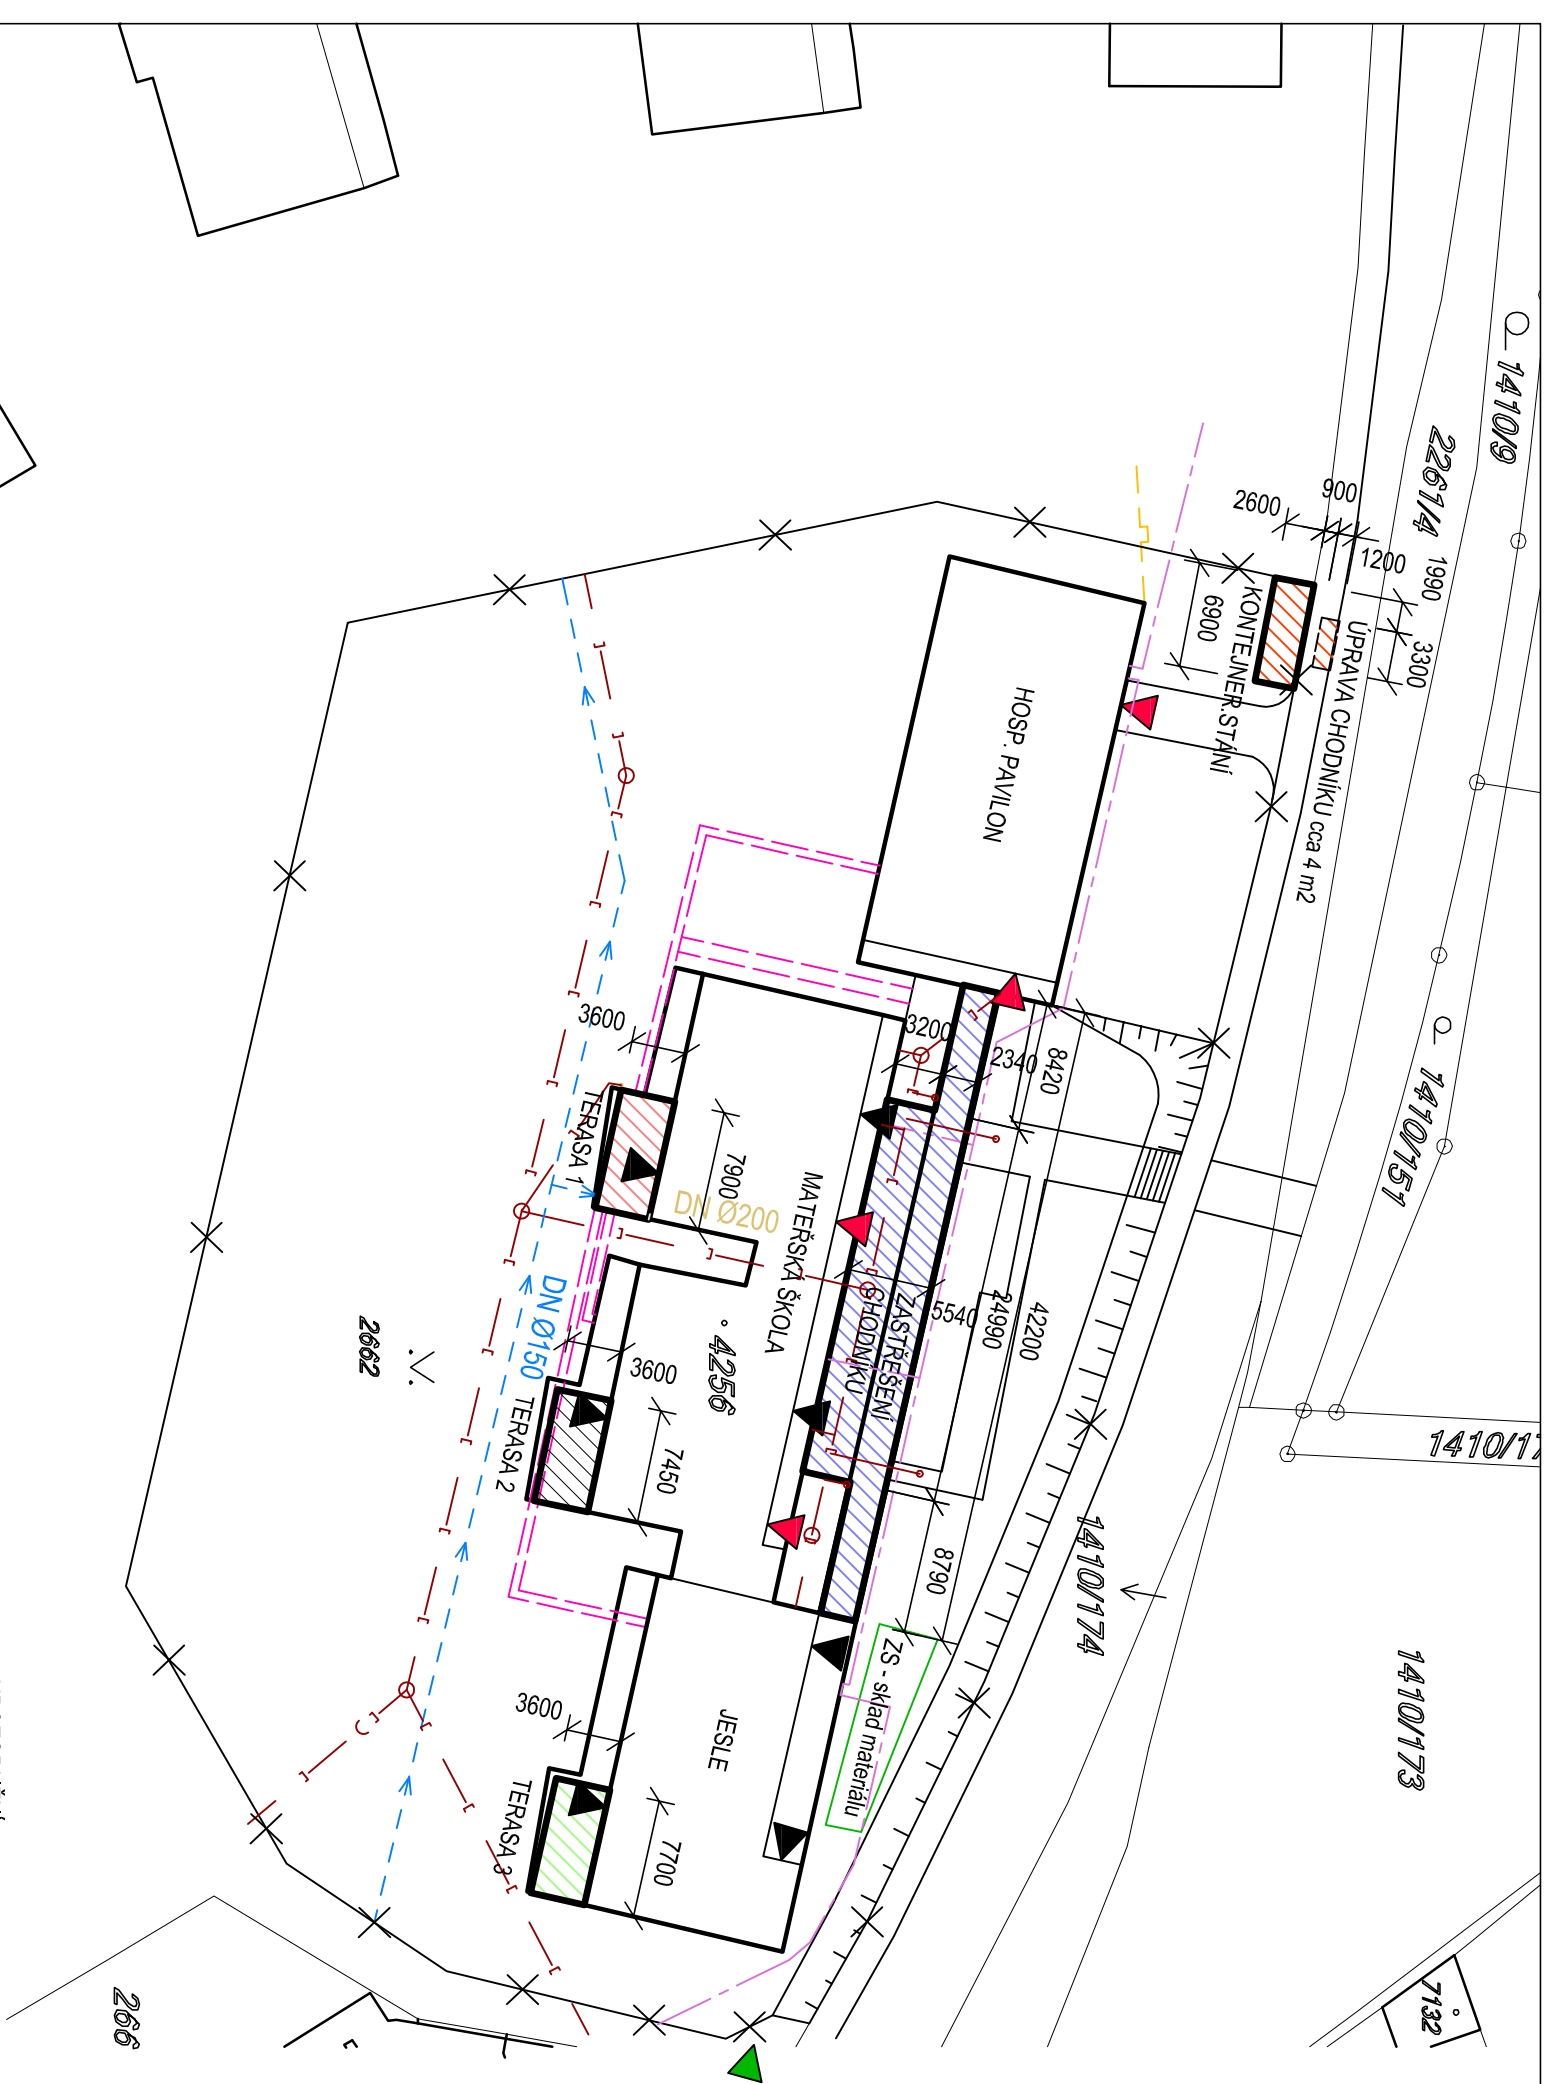 1410/9
2261/4
2600
900
1200
1990
3300
6900
KONTEJNER.STÁNÍ
ÚPRAVA CHODNÍKU cca 4 m2
HOSP. PAVILON
3600
3200
2340
8420
1410/151
TERASA 1
7900
DN Ø200
MATEŘSKÁ ŠKOLA
ZASTŘEŠENÍ
CHODNÍKU
5540
24990
42200
DN Ø150
2662
4256
3600
TERASA 2
7450
1410/17
1410/174
8790
ZS - sklad materiálu
1410/173
JESLE
3600
TERASA 3
7700
266
7132